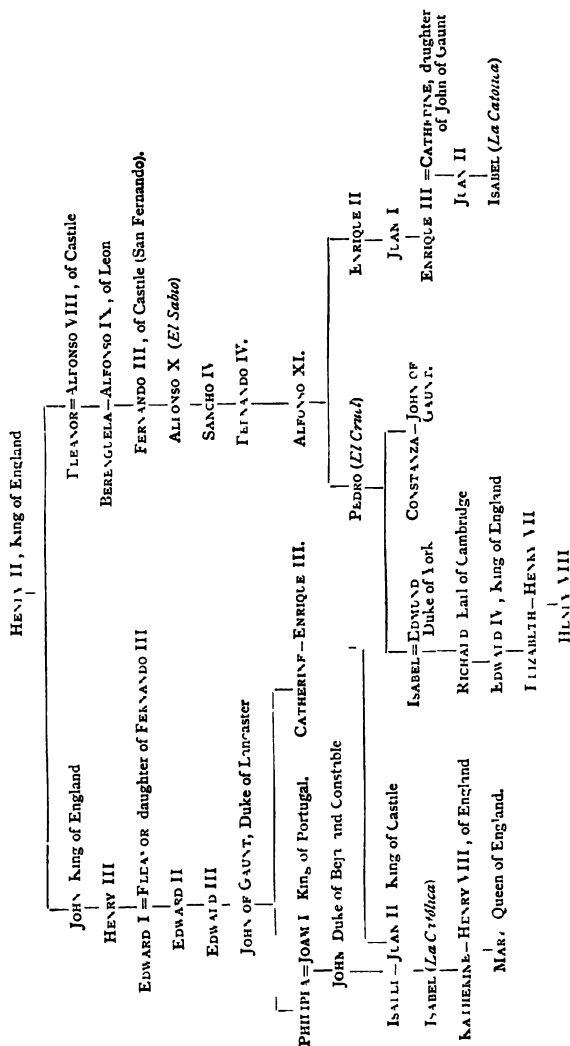 HENRY II, King of England
JOHN King of England
HENRY III
EDWARD I = ELEANOR daughter of FERNANDO III
EDWARD II
EDWARD III
JOHN OF GAUNT, Duke of Lancaster
PHILIPPA = JOAM I King of Portugal.
CATHERINE — ENRIQUE III.
JOHN Duke of Beja and Constable
ISABEL — JUAN II King of Castile
ISABEL (La Católica)
KATHERINE — HENRY VIII, of England
MARY Queen of England.
ELEANOR = ALFONSO VIII, of Castile
BERENGUELA — ALFONSO IX, of Leon
FERNANDO III, of Castile (San Fernando).
ALFONSO X (El Sabio)
SANCHO IV
FERNANDO IV.
ALFONSO XI.
PEDRO (El Cruel)
ISABEL = EDMUND
Duke of York
RICHARD Earl of Cambridge
EDWARD IV, King of England
ELIZABETH — HENRY VII
HENRY VIII
CONSTANZA — JOHN OF
GAUNT.
ENRIQUE II
JUAN I
ENRIQUE III = CATHERINE, daughter
of John of Gaunt
JUAN II
ISABEL (La Catolica)